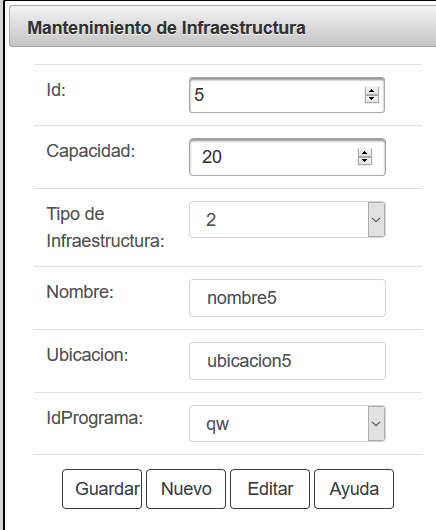 Mantenimiento de Infraestructura
Id: 5
Capacidad: 20
Tipo de
Infraestructura: 2
Nombre: nombre5
Ubicacion: ubicacion5
IdPrograma: qw
Guardar Nuevo Editar Ayuda